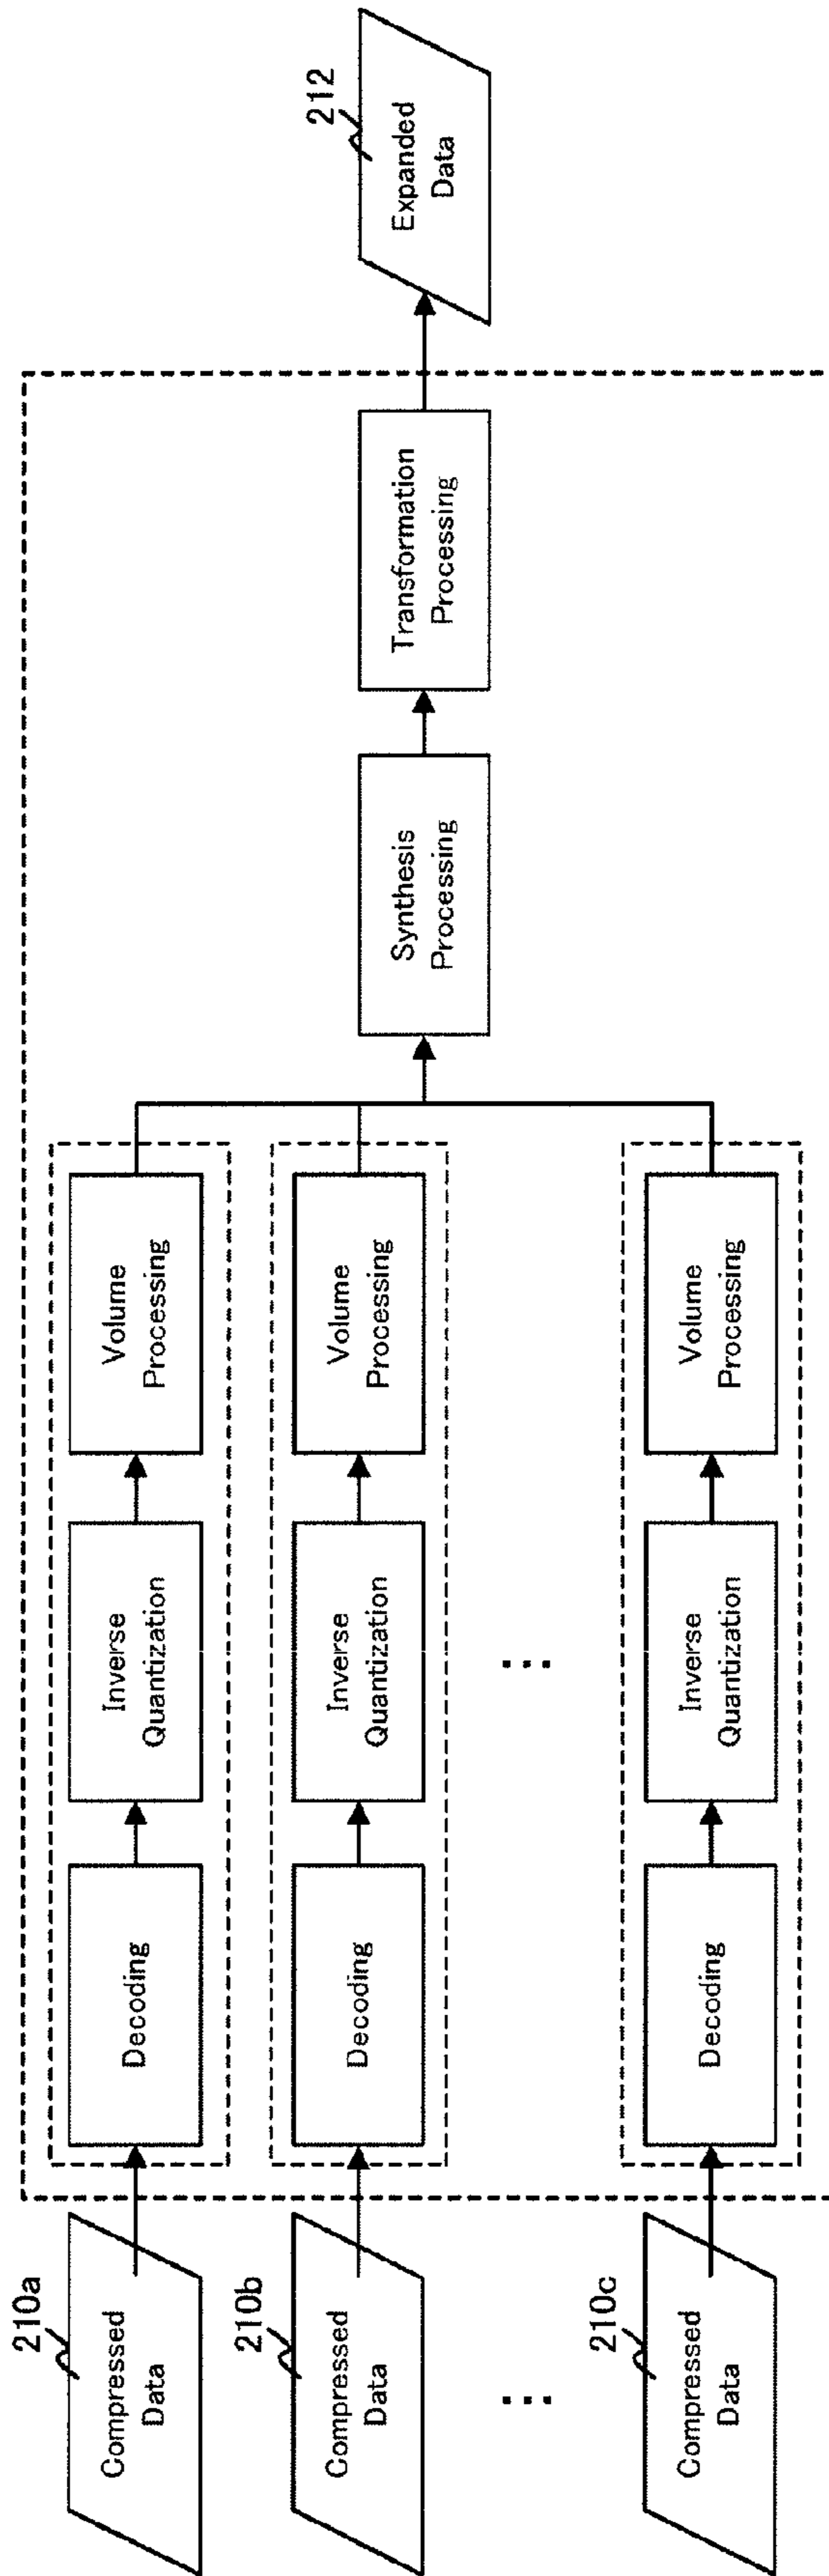 210a
Compressed
Data
Decoding
Inverse
Quantization
Volume
Processing
210b
Compressed
Data
Decoding
Inverse
Quantization
Volume
Processing
...
...
210c
Compressed
Data
Decoding
Inverse
Quantization
Volume
Processing
Synthesis
Processing
Transformation
Processing
212
Expanded
Data